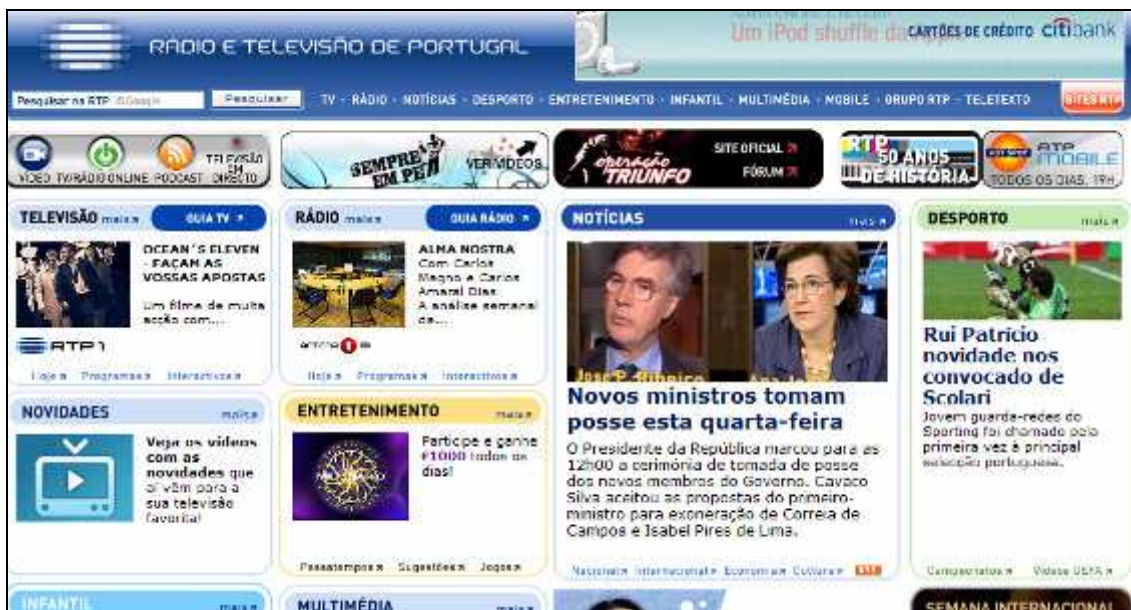 RÁDIO E TELEVISÃO DE PORTUGAL
Um iPod shuffle da
CARTÕES DE CRÉDITO citibank
Pesquisar na RTP
Pesquisar
TV - RÁDIO - NOTÍCIAS - DESPORTO - ENTRETENIMENTO - INFANTIL - MULTIMÉDIA - MOBILE - GRUPO RTP - TELETEXTO
SITES RTP
VÍDEO TV/RÁDIO ONLINE PODCAST
TELEVISÃO
EM
DIRECTO
SEMPRE
EM PÉ
VER VÍDEOS
operação
TRIUNFO
SITE OFICIAL
FÓRUM
RTP
50 ANOS
DE HISTÓRIA
RTP
MOBILE
TODOS OS DIAS, 19H
TELEVISÃO mais
GUIA TV
OCEAN´S ELEVEN
- FAÇAM AS
VOSSAS APOSTAS
Um filme de muita
acção com...
RTP1
Hoje Programas Interactivos
RÁDIO mais
GUIA RÁDIO
ALMA NOSTRA
Com Carlos
Magno e Carlos
Amaral Dias
A análise semanal
da...
antena 1
Hoje Programas Interactivos
NOTÍCIAS
mais
José P. Ribeiro
Novos ministros tomam
posse esta quarta-feira
O Presidente da República marcou para as
12h00 a cerimónia de tomada de posse
dos novos membros do Governo. Cavaco
Silva aceitou as propostas do primeiro-
ministro para exoneração de Correia de
Campos e Isabel Pires de Lima.
Nacional Internacional Economia Cultura RSS
DESPORTO
mais
Rui Patrício
novidade nos
convocado de
Scolari
Jovem guarda-redes do
Sporting foi chamado pela
primeira vez à principal
selecção portuguesa.
Campeonatos Vídeos UEFA
NOVIDADES
mais
Veja os vídeos
com as
novidades que
aí vêm para a
sua televisão
favorita!
ENTRETENIMENTO
mais
Participe e ganhe
€1000 todos os
dias!
Passatempos Sugestões Jogos
INFANTIL
mais
MULTIMÉDIA
mais
SEMANA INTERNACIONAL